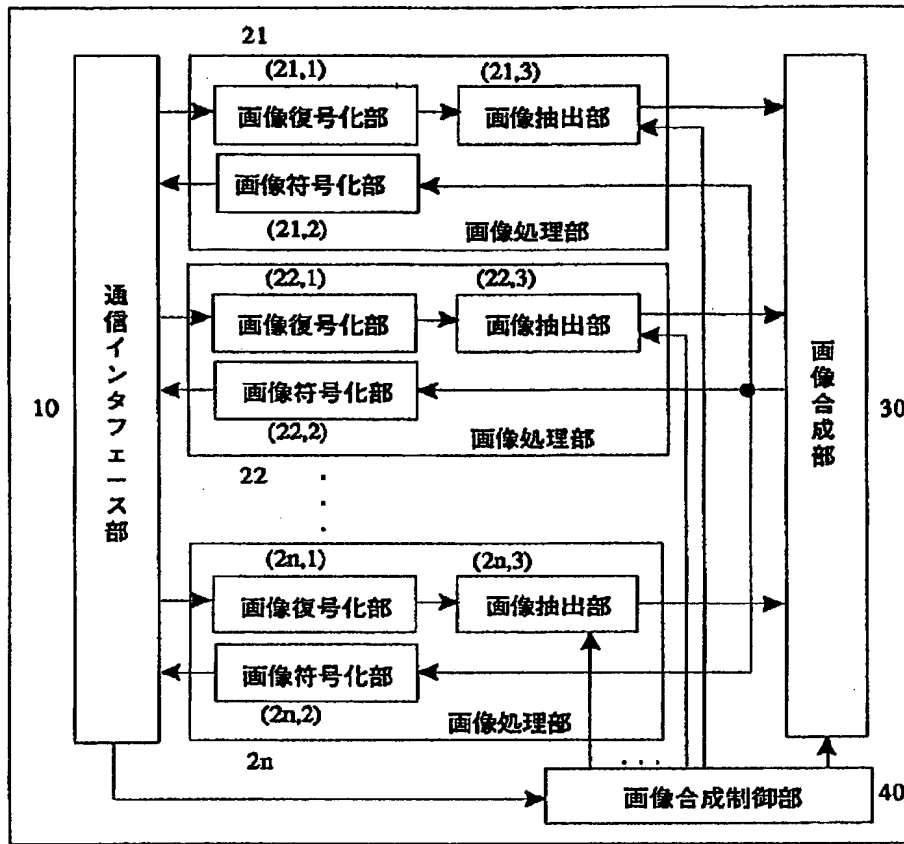 21
(21,1)
(21,3)
画像復号化部
画像抽出部
画像符号化部
(21,2)
画像処理部
(22,1)
(22,3)
画像復号化部
画像抽出部
画像符号化部
(22,2)
画像処理部
22
(2n,1)
(2n,3)
画像復号化部
画像抽出部
画像符号化部
(2n,2)
画像処理部
2n
通信インタフェース部
10
画像合成部
30
画像合成制御部
40